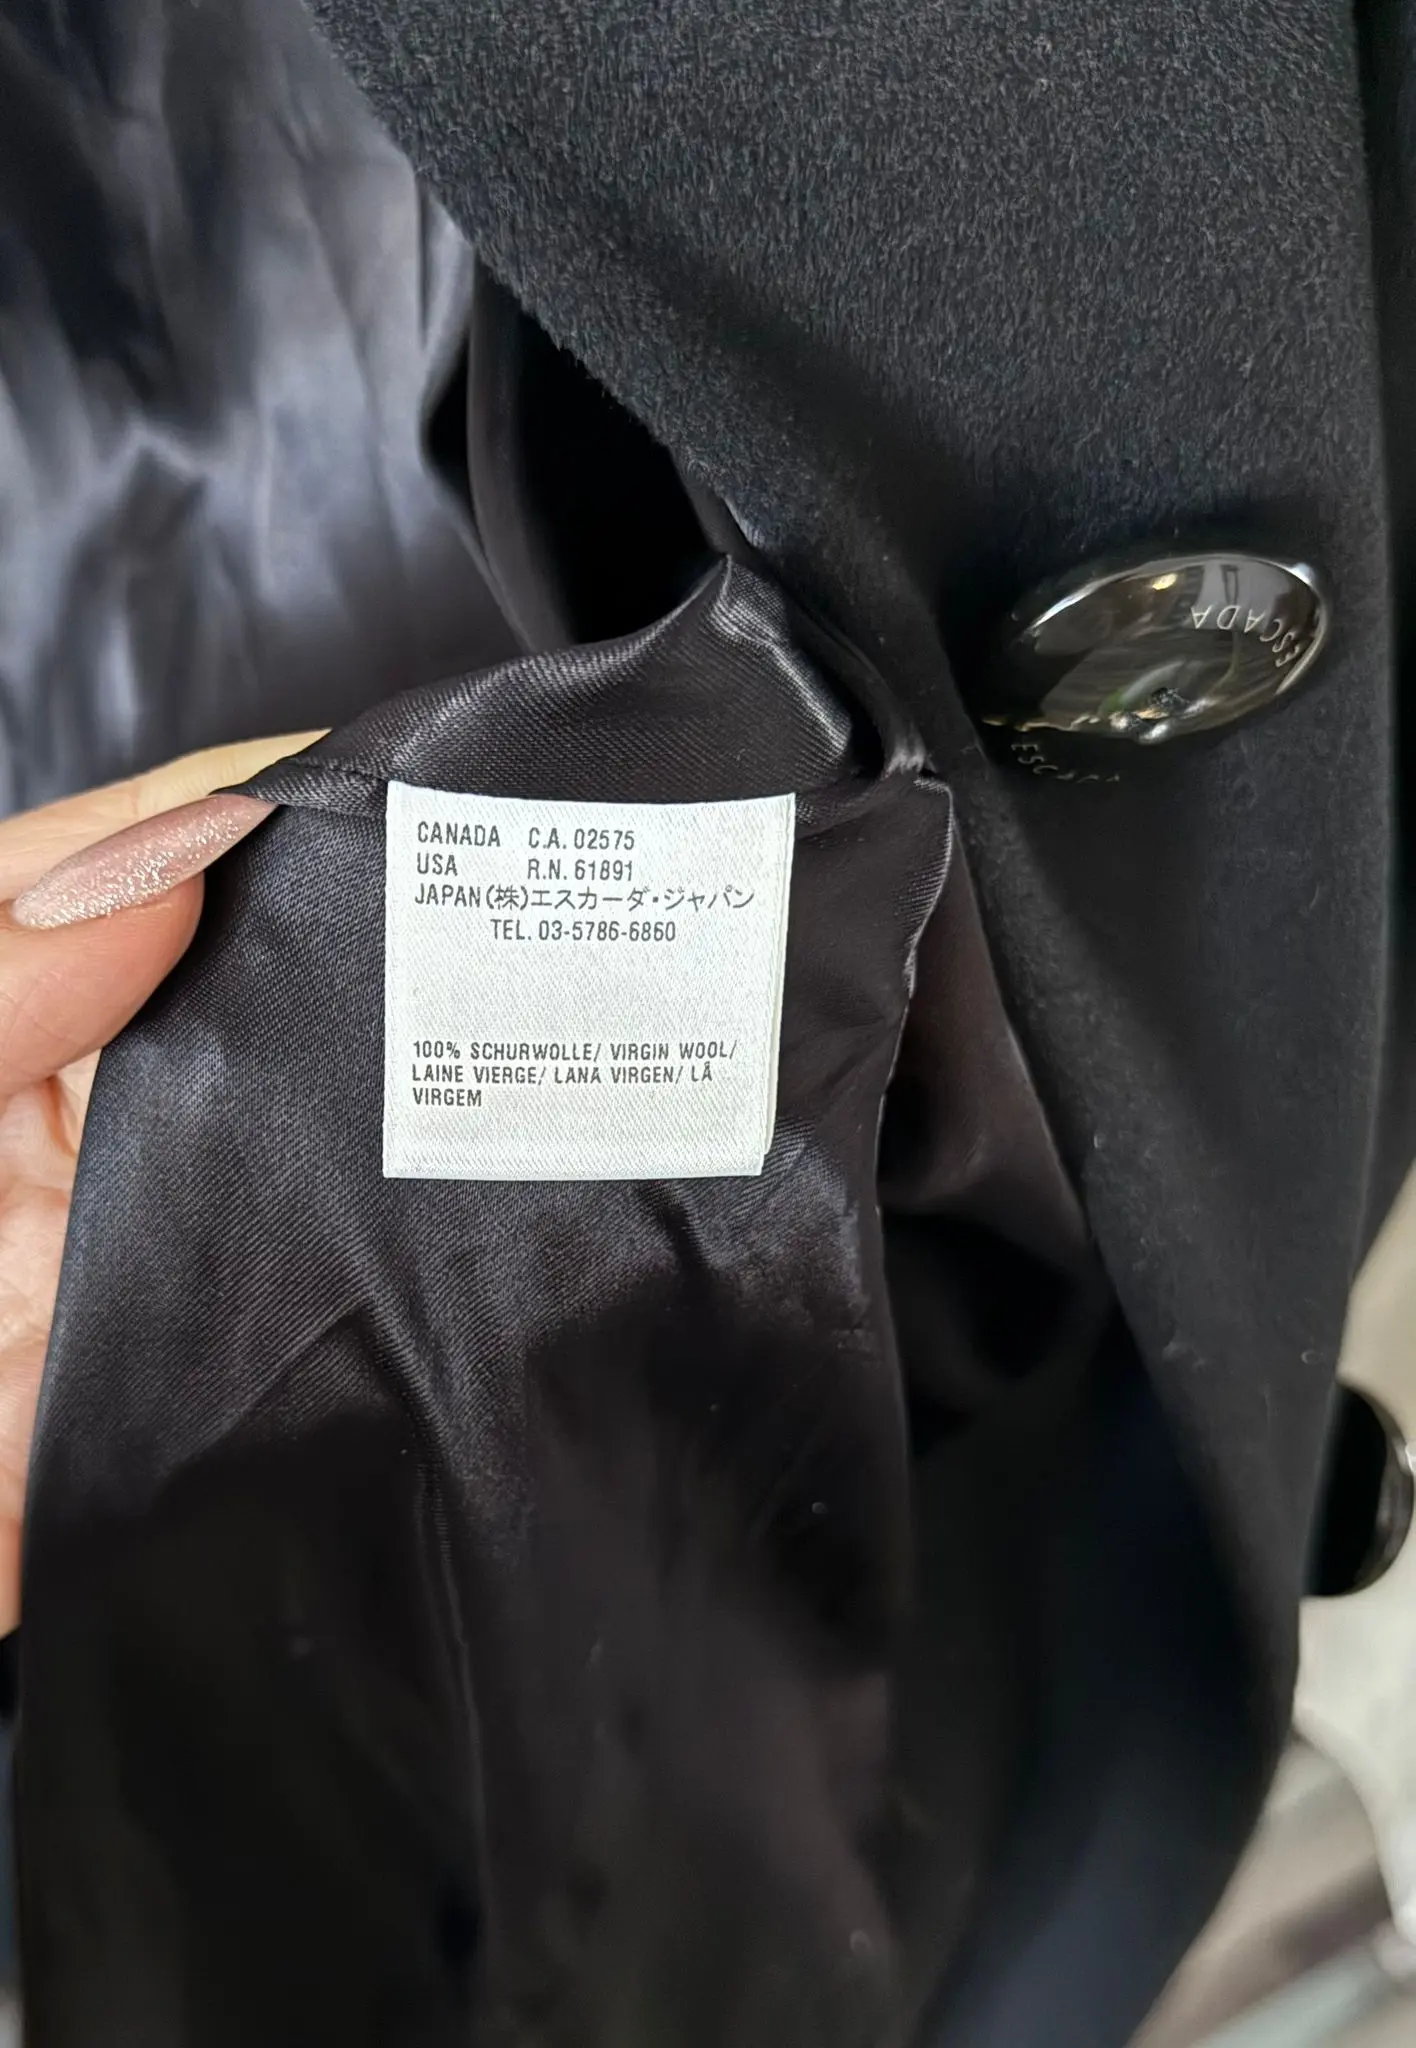 ESCADA
CANADA C.A. 02575
USA R.N. 61891
JAPAN (株)エスカーダ・ジャパン
TEL. 03-5786-6860
100% SCHURWOLLE/ VIRGIN WOOL/
LAINE VIERGE/ LANA VIRGEN/ LÃ
VIRGEM